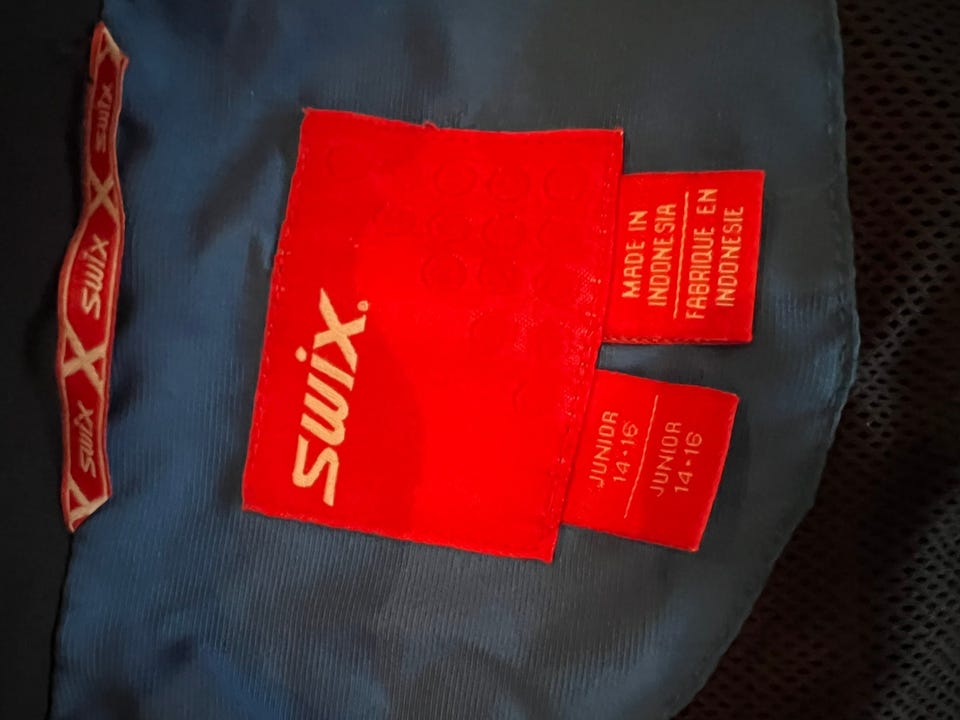 swix
swix
swix
swix®
JUNIOR
14-16
JUNIOR
14-16
MADE IN
INDONESIA
FABRIQUE EN
INDONESIE